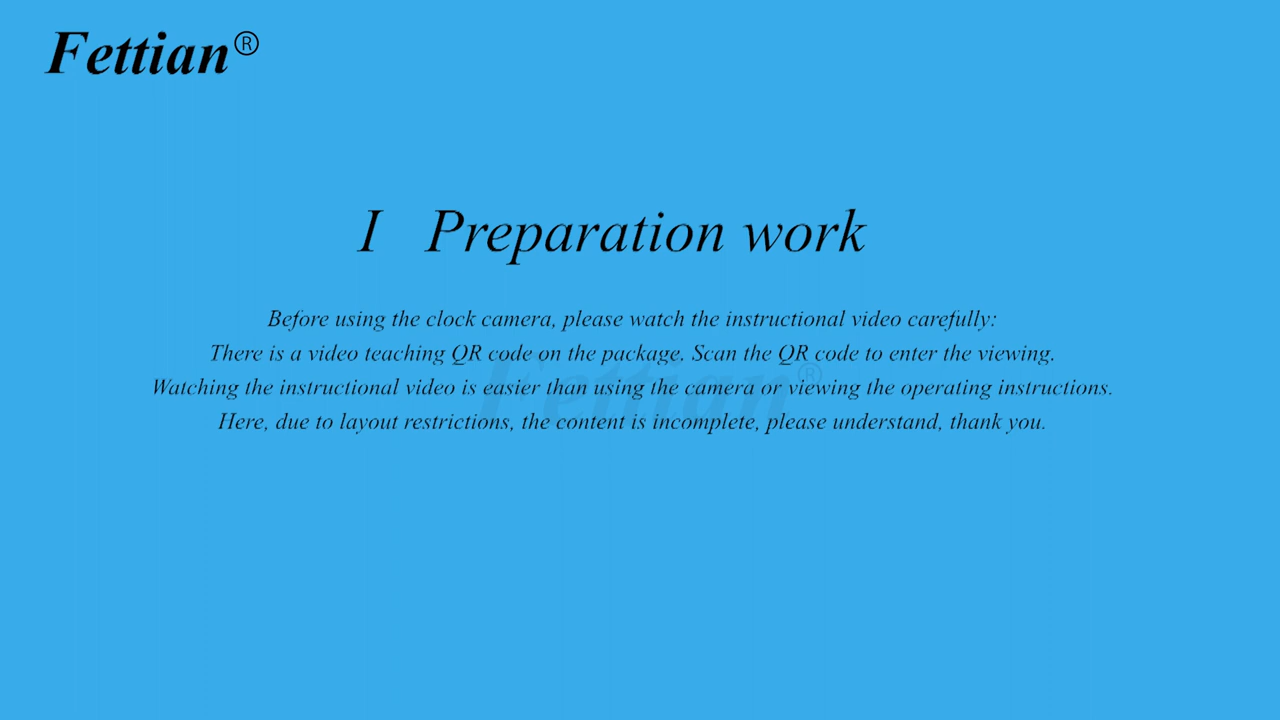 Fettian®
I Preparation work
Before using the clock camera, please watch the instructional video carefully:
There is a video teaching QR code on the package. Scan the QR code to enter the viewing.
Watching the instructional video is easier than using the camera or viewing the operating instructions.
Fettian®
Here, due to layout restrictions, the content is incomplete, please understand, thank you.